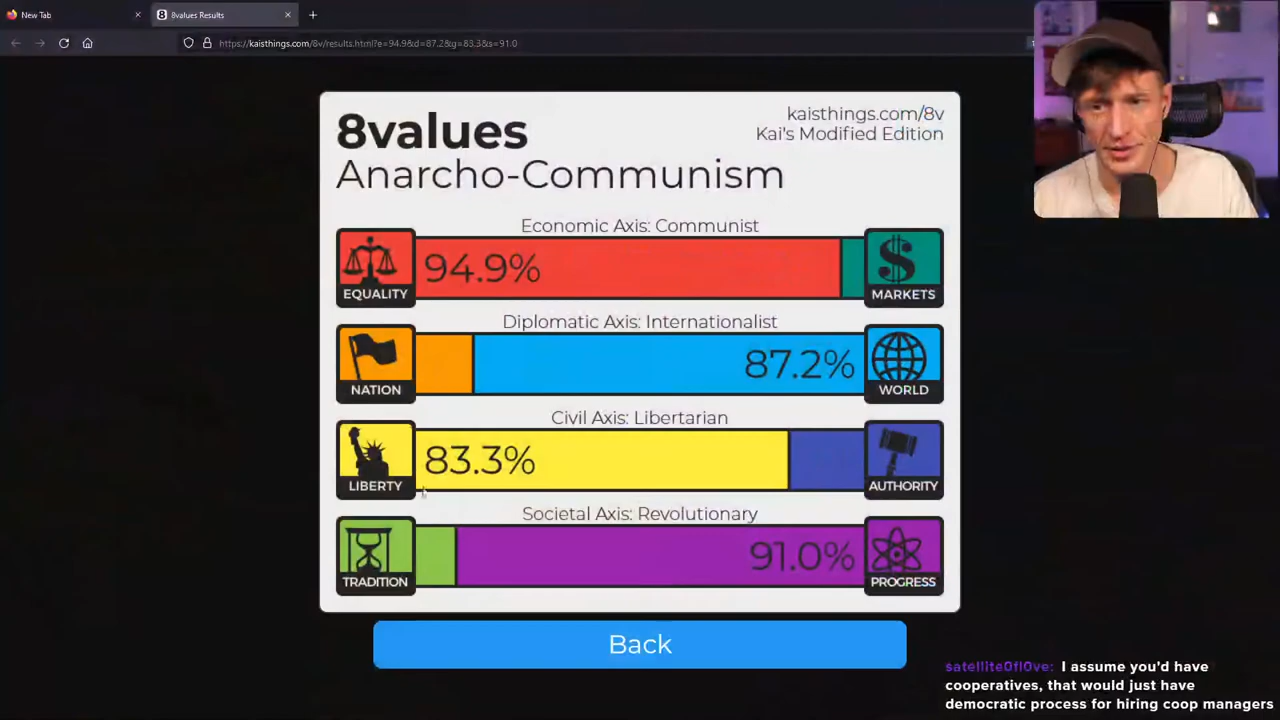 New Tab
8values Results
https://kaisthings.com/8v/results.html?e=94.9&d=87.2&g=83.3&s=91.0
8values
kaisthings.com/8v
Kai's Modified Edition
Anarcho-Communism
Economic Axis: Communist
94.9%
EQUALITY
MARKETS
Diplomatic Axis: Internationalist
87.2%
NATION
WORLD
Civil Axis: Libertarian
83.3%
LIBERTY
AUTHORITY
Societal Axis: Revolutionary
91.0%
TRADITION
PROGRESS
Back
satellite0fl0ve: I assume you'd have
cooperatives, that would just have
democratic process for hiring coop managers